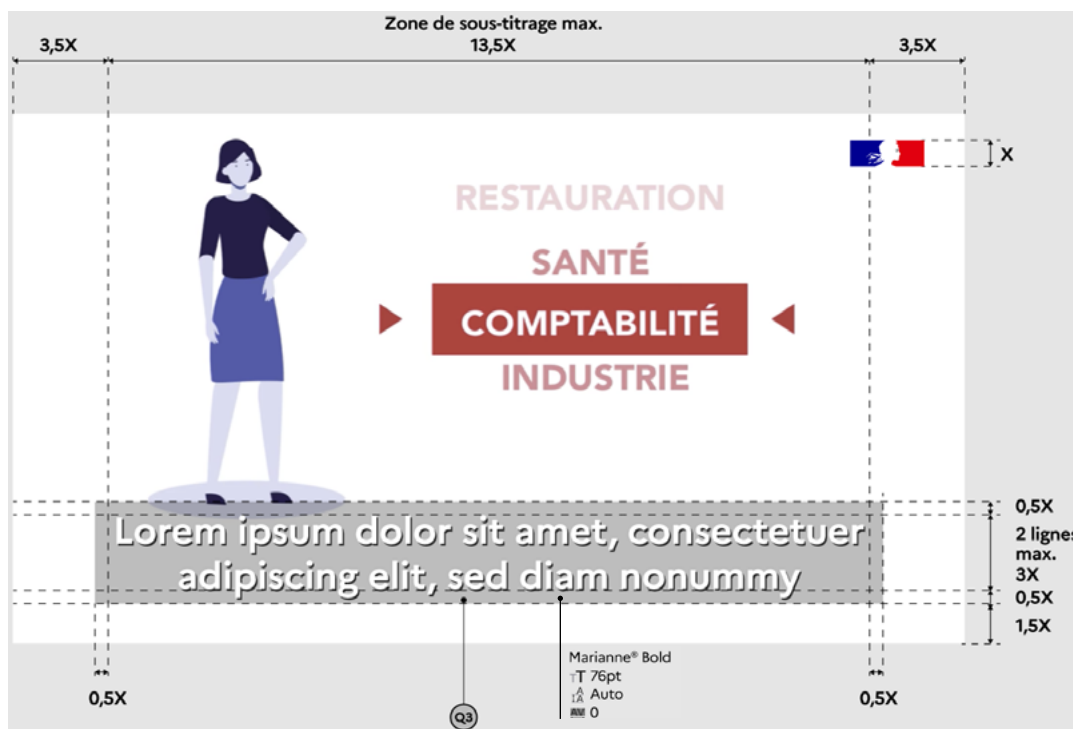 Zone de sous-titrage max.
3,5X 13,5X 3,5X
X
RESTAURATION
SANTÉ
COMPTABILITÉ
INDUSTRIE
0,5X
Lorem ipsum dolor sit amet, consectetuer
adipiscing elit, sed diam nonummy
2 lignes
max.
3X
0,5X
1,5X
Marianne® Bold
TT 76pt
Auto
AV 0
0,5X
Q3
0,5X